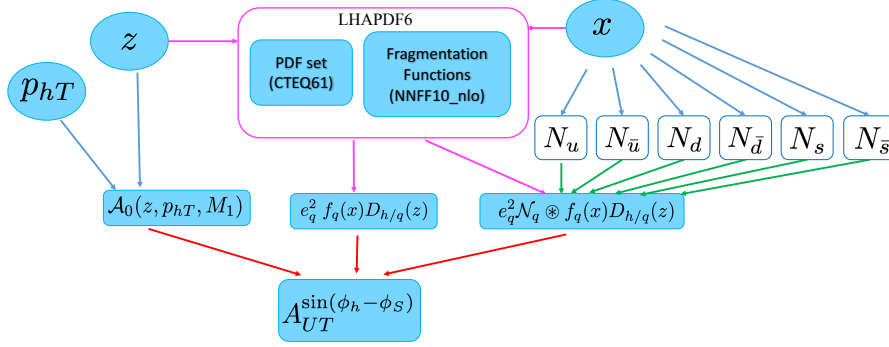 LHAPDF6
z
x
p_{hT}
PDF set
(CTEQ61)
Fragmentation
Functions
(NNFF10_nlo)
N_u
N_{\bar{u}}
N_d
N_{\bar{d}}
N_s
N_{\bar{s}}
\mathcal{A}_0(z, p_{hT}, M_1)
e_q^2 f_q(x) D_{h/q}(z)
e_q^2 \mathcal{N}_q ⊛ f_q(x) D_{h/q}(z)
A_{UT}^{\sin(\phi_h - \phi_S)}